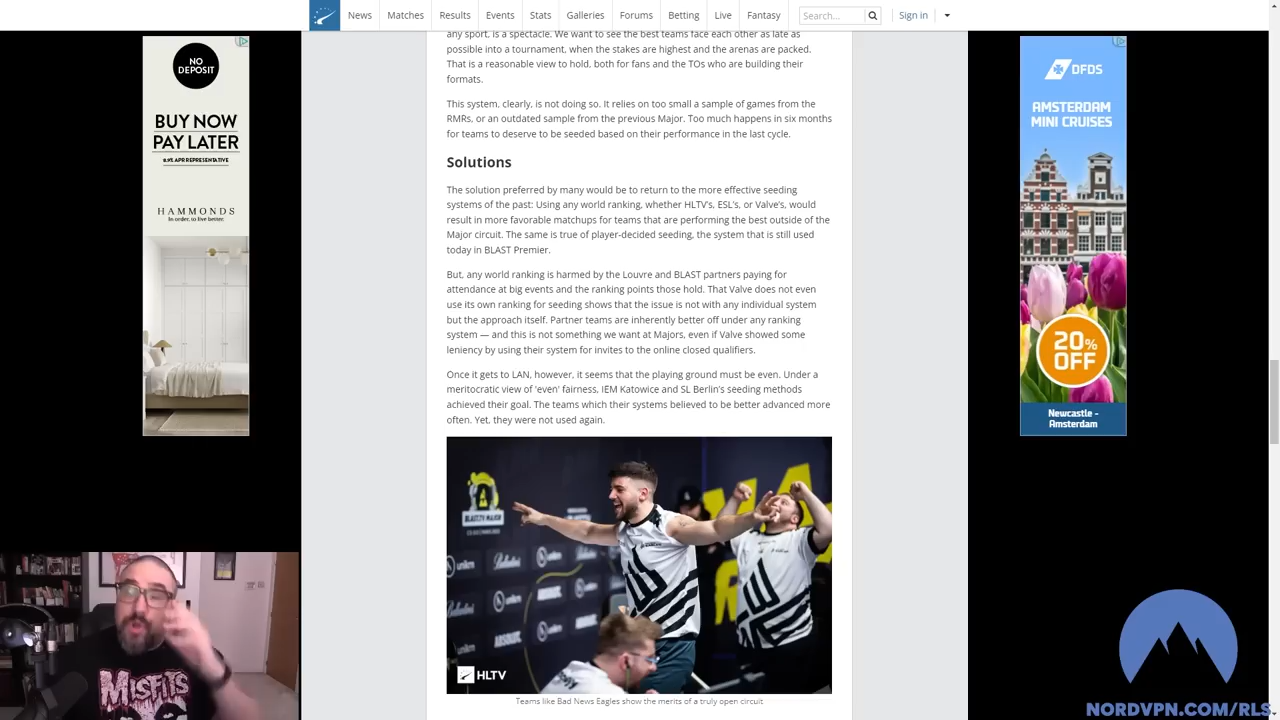 News Matches Results Events Stats Galleries Forums Betting Live Fantasy Search... Sign in
any sport, is a spectacle. We want to see the best teams face each other as late as
possible into a tournament, when the stakes are highest and the arenas are packed.
That is a reasonable view to hold, both for fans and the TOs who are building their
formats.
This system, clearly, is not doing so. It relies on too small a sample of games from the
RMRs, or an outdated sample from the previous Major. Too much happens in six months
for teams to deserve to be seeded based on their performance in the last cycle.
Solutions
The solution preferred by many would be to return to the more effective seeding
systems of the past: Using any world ranking, whether HLTV's, ESL's, or Valve's, would
result in more favorable matchups for teams that are performing the best outside of the
Major circuit. The same is true of player-decided seeding, the system that is still used
today in BLAST Premier.
But, any world ranking is harmed by the Louvre and BLAST partners paying for
attendance at big events and the ranking points those hold. That Valve does not even
use its own ranking for seeding shows that the issue is not with any individual system
but the approach itself. Partner teams are inherently better off under any ranking
system — and this is not something we want at Majors, even if Valve showed some
leniency by using their system for invites to the online closed qualifiers.
Once it gets to LAN, however, it seems that the playing ground must be even. Under a
meritocratic view of 'even' fairness, IEM Katowice and SL Berlin's seeding methods
achieved their goal. The teams which their systems believed to be better advanced more
often. Yet, they were not used again.
HLTV
Teams like Bad News Eagles show the merits of a truly open circuit
NO
DEPOSIT
BUY NOW
PAY LATER
8.9% APR REPRESENTATIVE
HAMMONDS
In order, to live better.
DFDS
AMSTERDAM
MINI CRUISES
20%
OFF
Newcastle -
Amsterdam
MISFITS
NORDVPN.COM/RLS